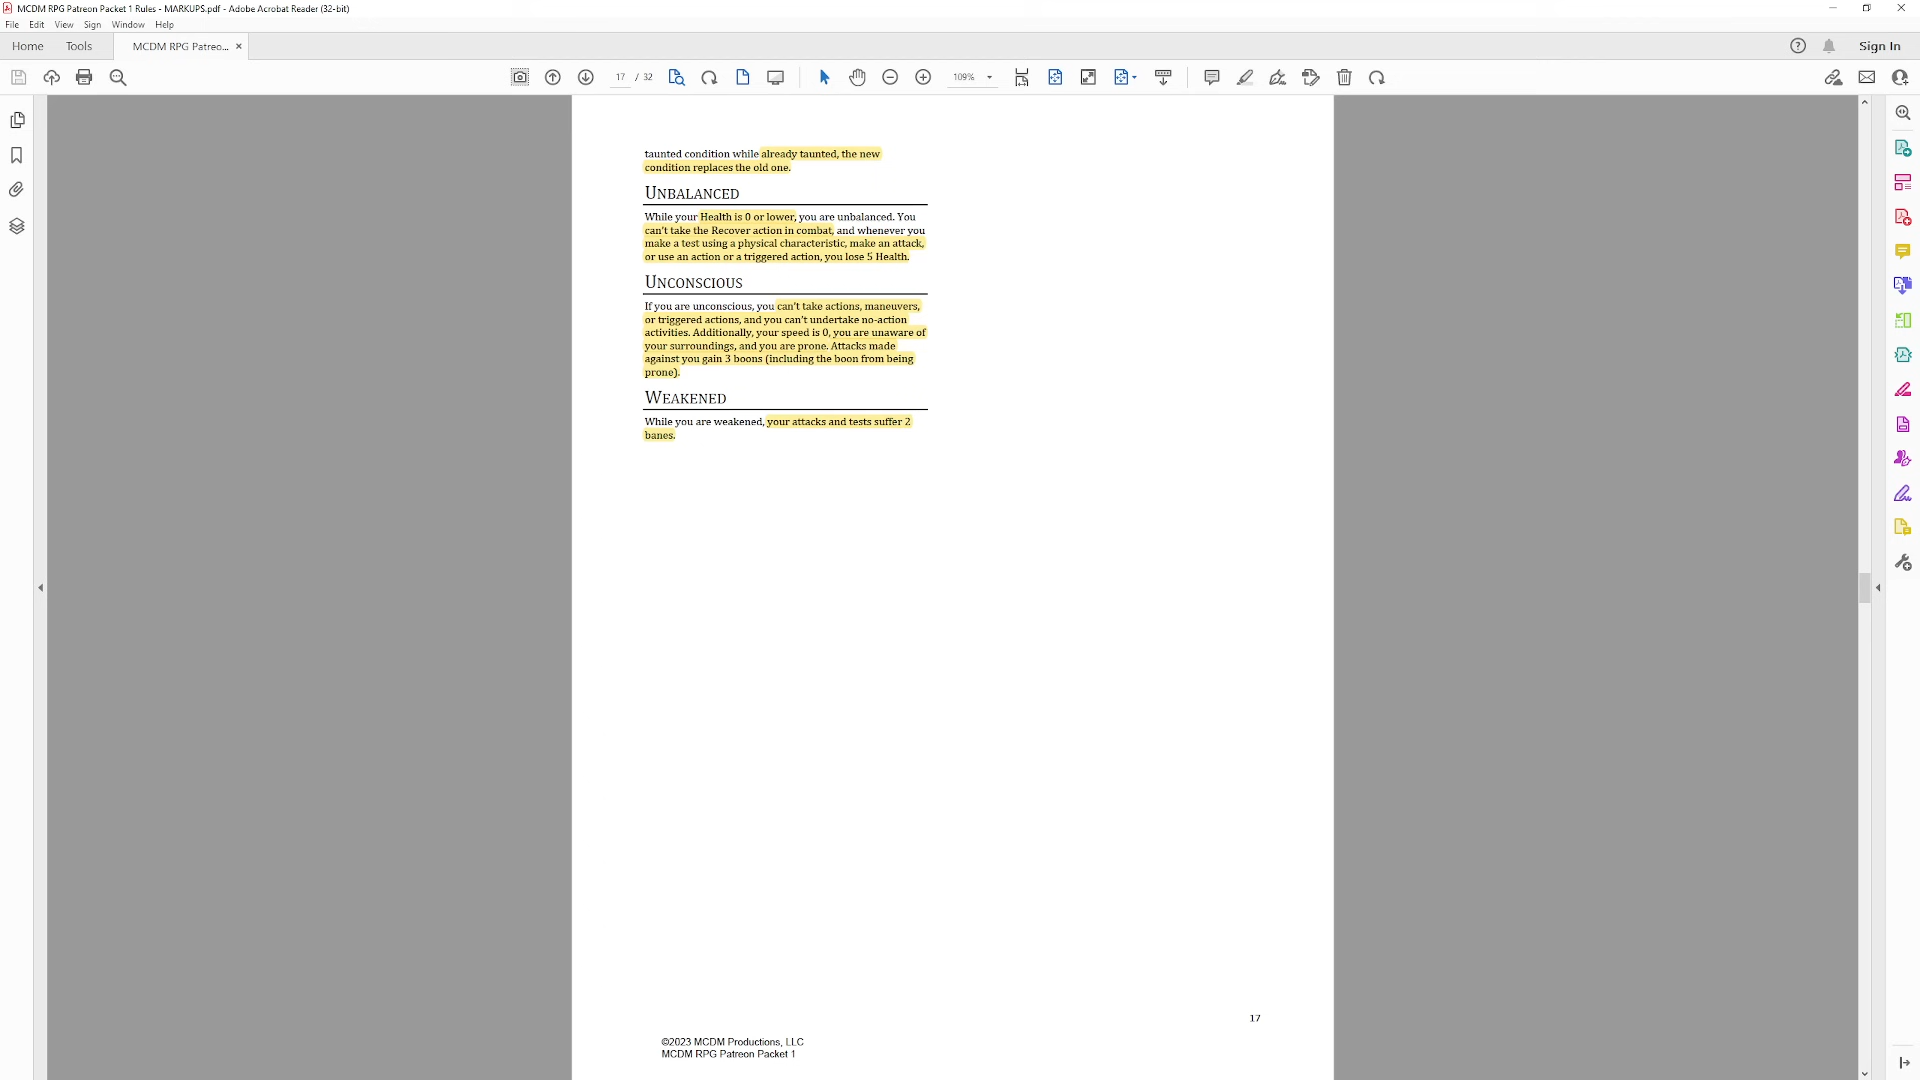 MCDM RPG Patreon Packet 1 Rules - MARKUPS.pdf - Adobe Acrobat Reader (32-bit)
File Edit View Sign Window Help
Home Tools MCDM RPG Patreo... × Sign In
17 / 32 109%
taunted condition while already taunted, the new
condition replaces the old one.
UNBALANCED
While your Health is 0 or lower, you are unbalanced. You
can't take the Recover action in combat, and whenever you
make a test using a physical characteristic, make an attack,
or use an action or a triggered action, you lose 5 Health.
UNCONSCIOUS
If you are unconscious, you can't take actions, maneuvers,
or triggered actions, and you can't undertake no-action
activities. Additionally, your speed is 0, you are unaware of
your surroundings, and you are prone. Attacks made
against you gain 3 boons (including the boon from being
prone).
WEAKENED
While you are weakened, your attacks and tests suffer 2
banes.
17
©2023 MCDM Productions, LLC
MCDM RPG Patreon Packet 1